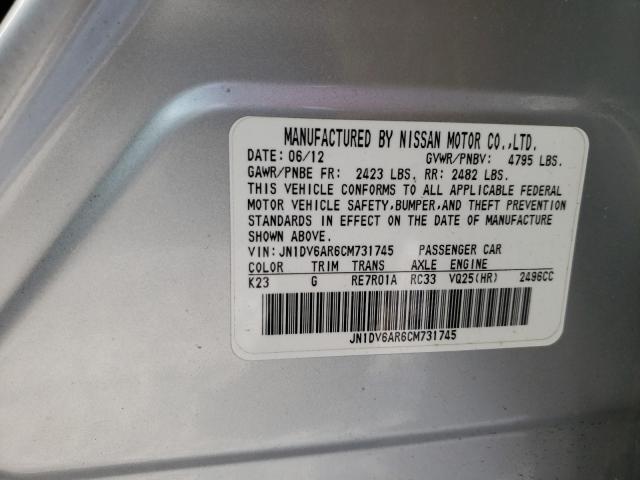 MANUFACTURED BY NISSAN MOTOR CO.,LTD.
DATE: 06/12 GVWR/PNBV: 4795 LBS.
GAWR/PNBE FR: 2423 LBS. RR: 2482 LBS.
THIS VEHICLE CONFORMS TO ALL APPLICABLE FEDERAL
MOTOR VEHICLE SAFETY,BUMPER,AND THEFT PREVENTION
STANDARDS IN EFFECT ON THE DATE OF MANUFACTURE
SHOWN ABOVE.
VIN: JN1DV6AR6CM731745 PASSENGER CAR
COLOR TRIM TRANS AXLE ENGINE
K23 G RE7R01A RC33 VQ25(HR) 2496CC
JN1DV6AR6CM731745